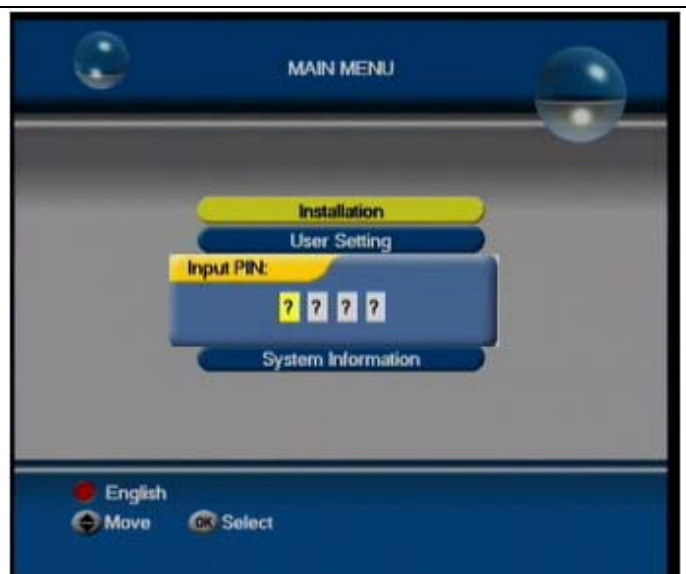 MAIN MENU
Installation
User Setting
Input PIN:
? ? ? ?
System Information
English
Move OK Select